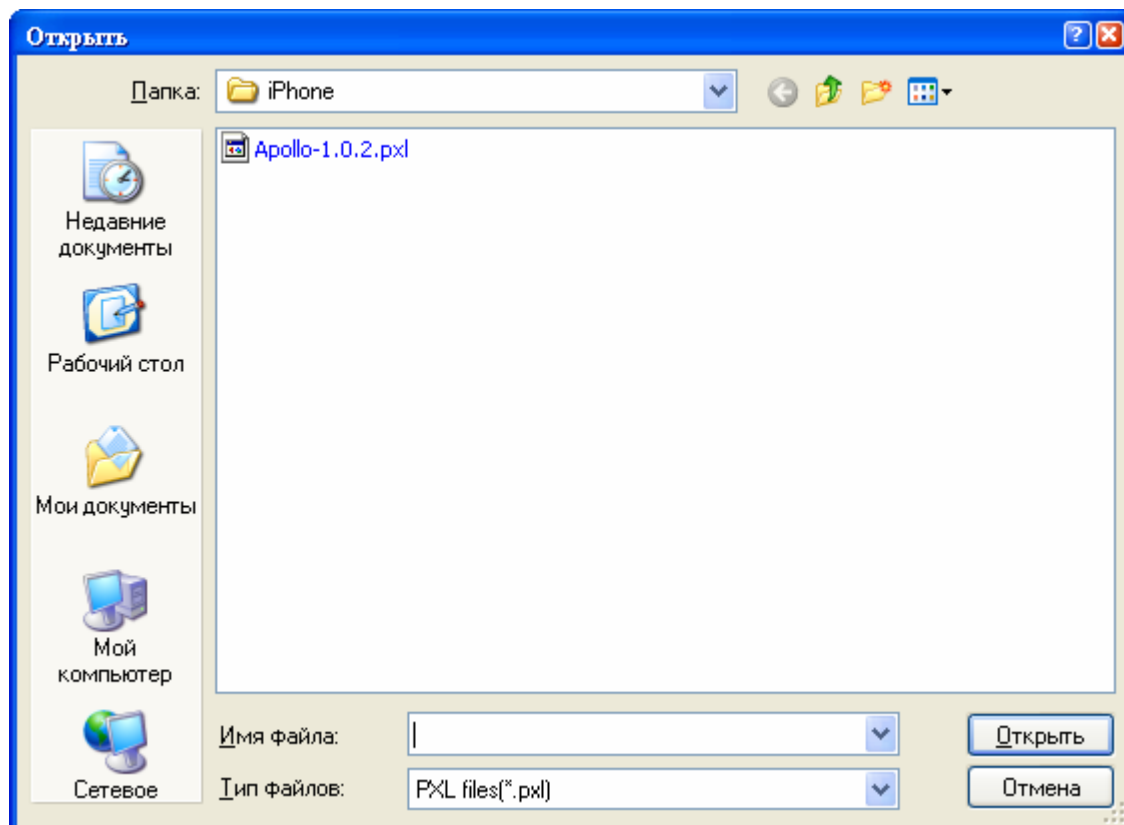 Открыть
Папка:
iPhone
Apollo-1.0.2.pxl
Недавние
документы
Рабочий стол
Мои документы
Мой
компьютер
Сетевое
Имя файла:
Открыть
Тип файлов:
PXL files(*.pxl)
Отмена